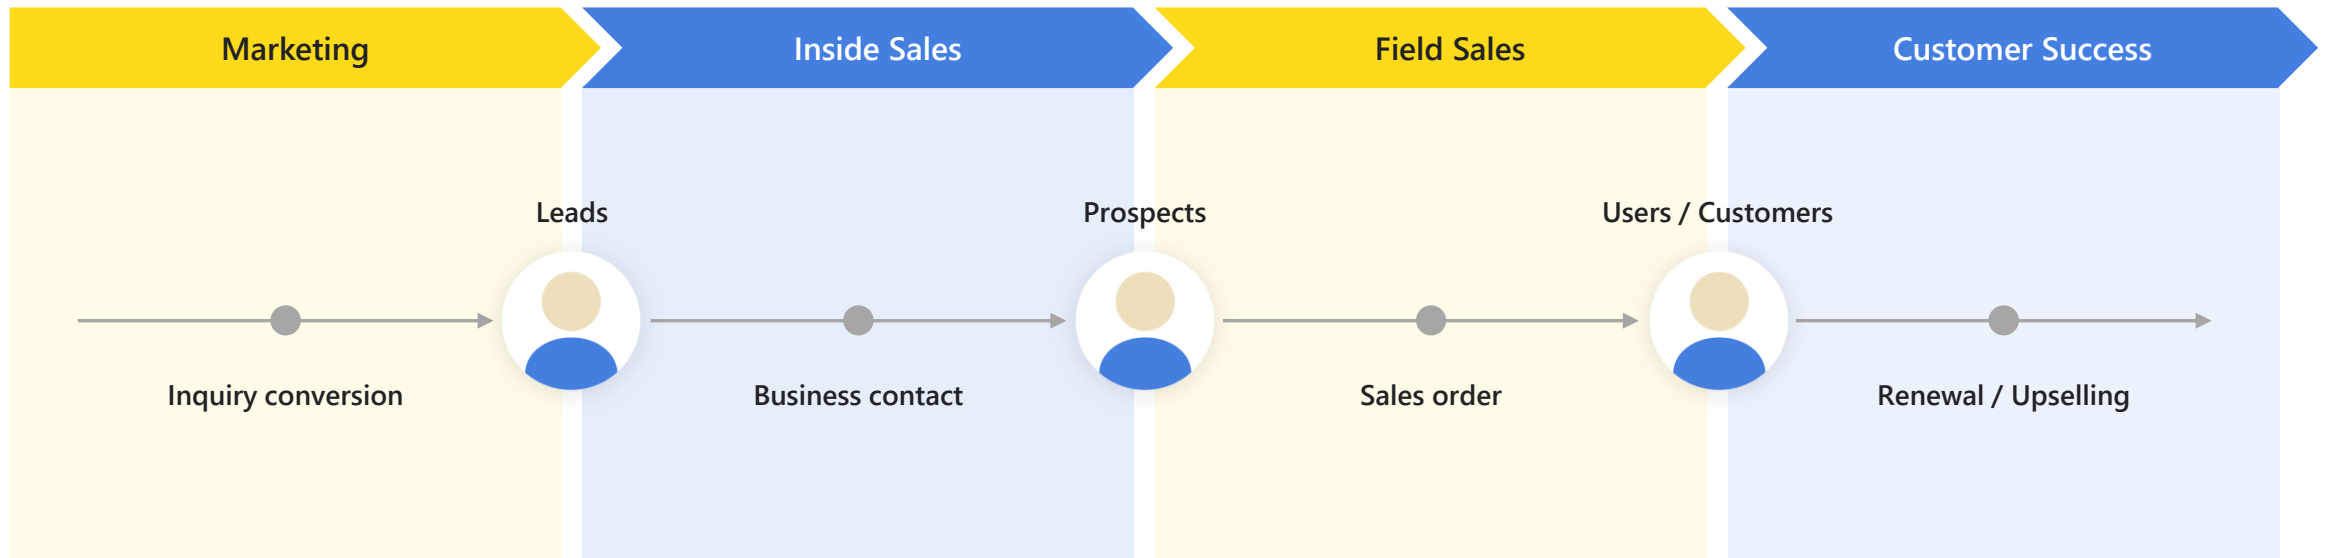 Marketing
Inside Sales
Field Sales
Customer Success
Leads
Prospects
Users / Customers
Inquiry conversion
Business contact
Sales order
Renewal / Upselling